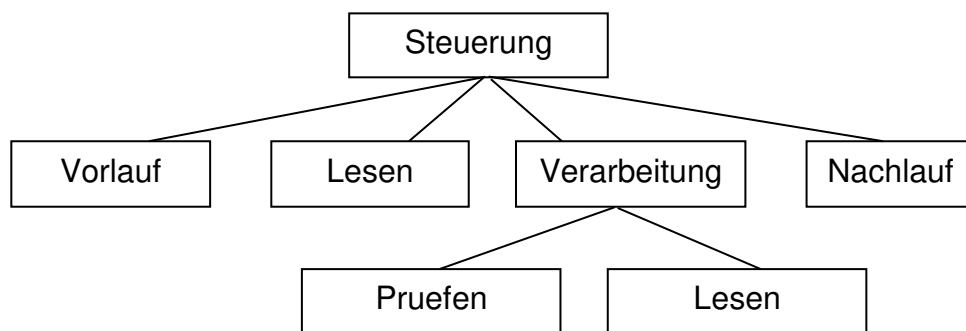 Steuerung
Vorlauf
Lesen
Verarbeitung
Nachlauf
Pruefen
Lesen